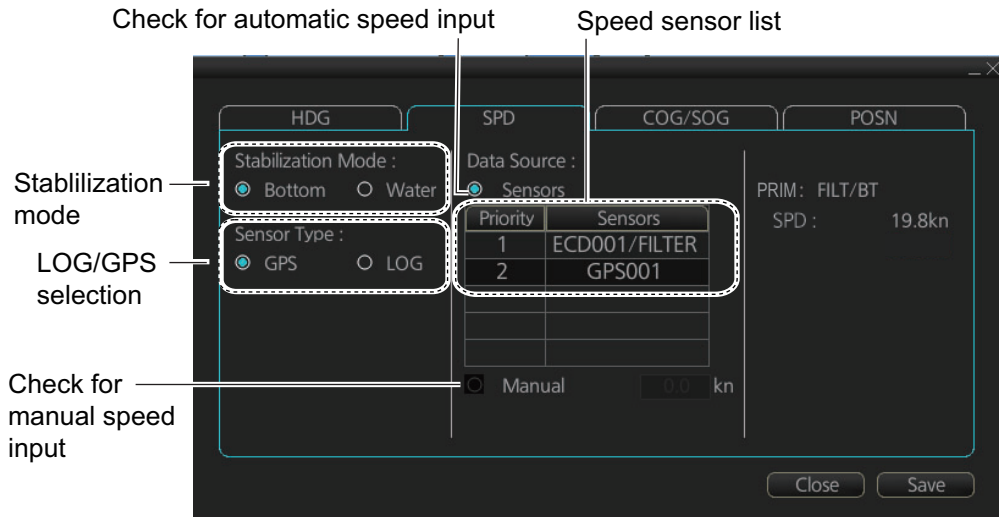 Check for automatic speed input
Speed sensor list
HDG
SPD
COG/SOG
POSN
Stablilization mode
Stabilization Mode :
Bottom
Water
Data Source :
Sensors
PRIM: FILT/BT
SPD :
19.8kn
LOG/GPS selection
Sensor Type :
GPS
LOG
Priority
Sensors
1
ECD001/FILTER
2
GPS001
Check for manual speed input
Manual
0.0
kn
Close
Save